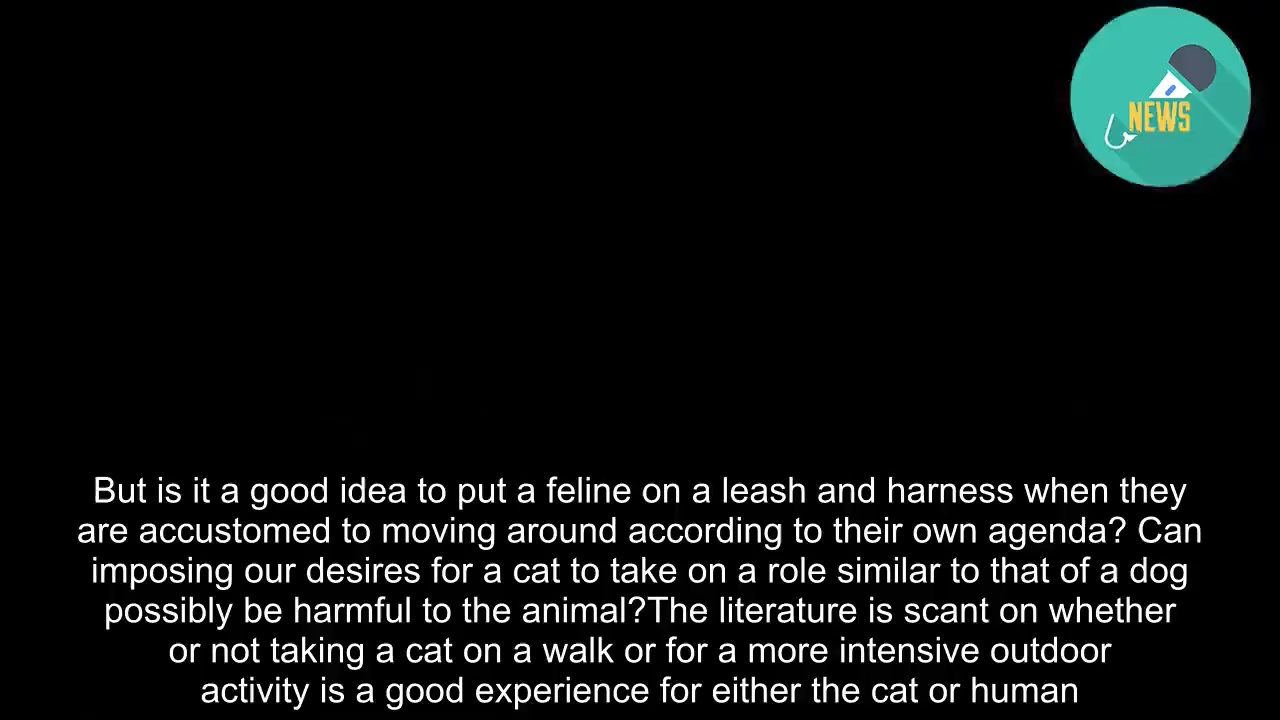 NEWS
But is it a good idea to put a feline on a leash and harness when they
are accustomed to moving around according to their own agenda? Can
imposing our desires for a cat to take on a role similar to that of a dog
possibly be harmful to the animal?The literature is scant on whether
or not taking a cat on a walk or for a more intensive outdoor
activity is a good experience for either the cat or human